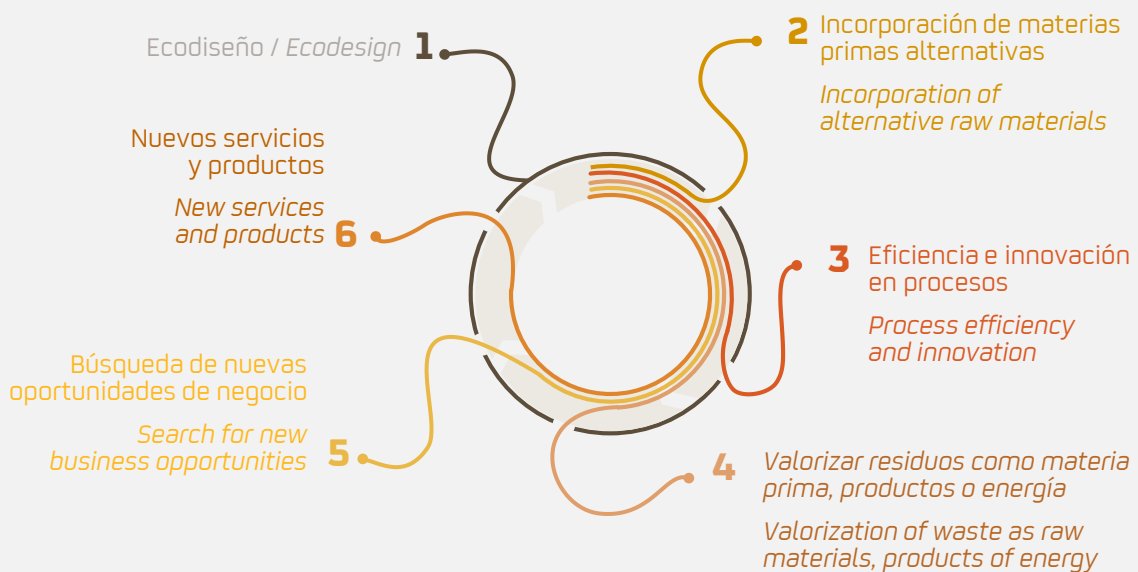 Ecodiseño / Ecodesign 1
2 Incorporación de materias
primas alternativas
Incorporation of
alternative raw materials
3 Eficiencia e innovación
en procesos
Process efficiency
and innovation
4 Valorizar residuos como materia
prima, productos o energía
Valorization of waste as raw
materials, products of energy
Búsqueda de nuevas
oportunidades de negocio
Search for new
business opportunities 5
Nuevos servicios
y productos
New services
and products 6